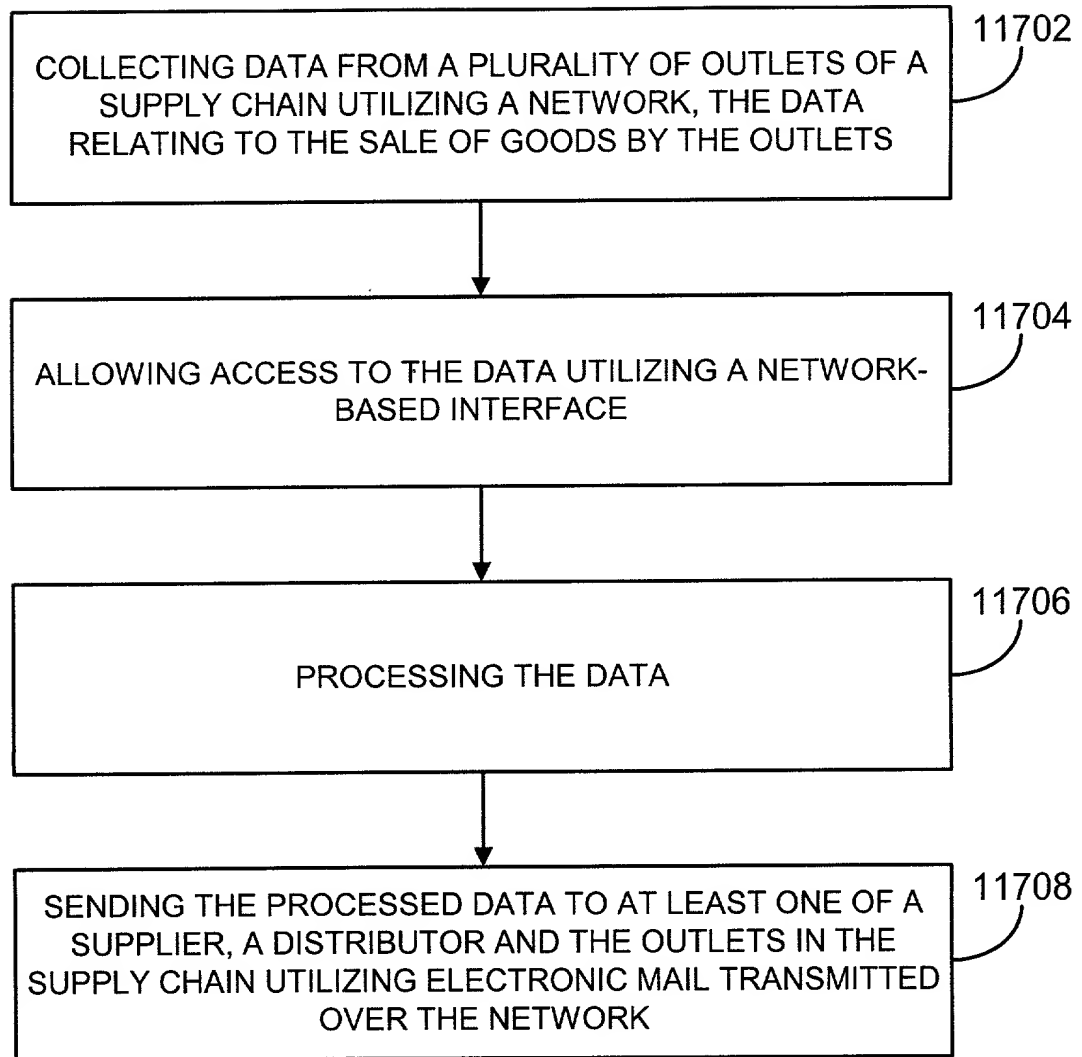 11702
COLLECTING DATA FROM A PLURALITY OF OUTLETS OF A
SUPPLY CHAIN UTILIZING A NETWORK, THE DATA
RELATING TO THE SALE OF GOODS BY THE OUTLETS
11704
ALLOWING ACCESS TO THE DATA UTILIZING A NETWORK-
BASED INTERFACE
11706
PROCESSING THE DATA
11708
SENDING THE PROCESSED DATA TO AT LEAST ONE OF A
SUPPLIER, A DISTRIBUTOR AND THE OUTLETS IN THE
SUPPLY CHAIN UTILIZING ELECTRONIC MAIL TRANSMITTED
OVER THE NETWORK